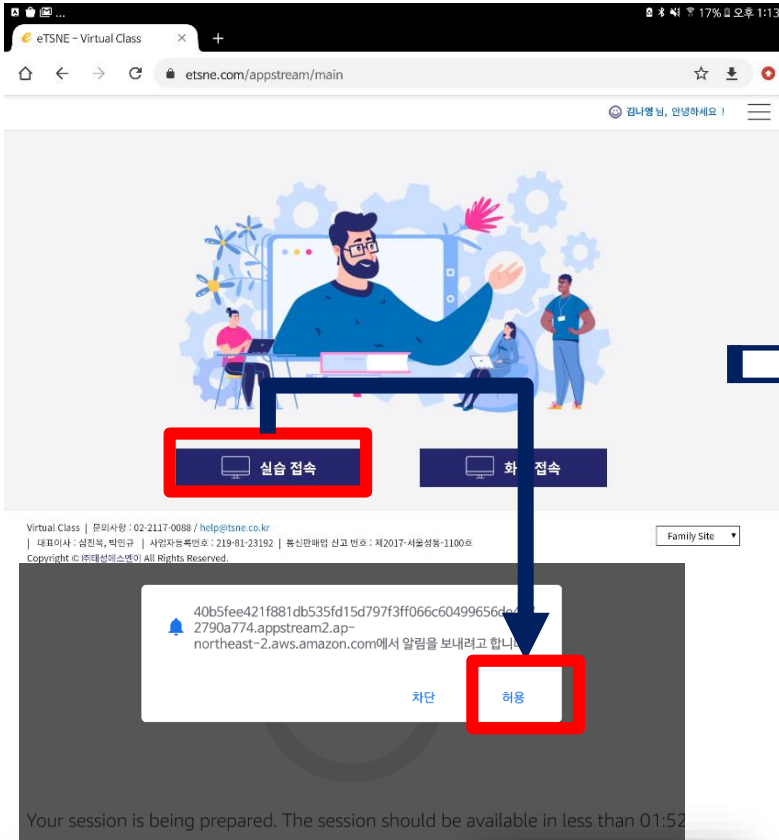 17% 오후 1:13
eTSNE – Virtual Class
etsne.com/appstream/main
김나영 님, 안녕하세요 !
실습 접속
접속
Virtual Class | 문의사항 : 02-2117-0088 / help@tsne.co.kr
| 대표이사 : 심진욱, 박인규 | 사업자등록번호 : 219-81-23192 | 통신판매업 신고 번호 : 제2017-서울성동-1100호
Family Site
Copyright © ㈜태성에스엔이 All Rights Reserved.
40b5fee421f881db535fd15d797f3ff066c60499656de
2790a774.appstream2.ap-
northeast-2.aws.amazon.com에서 알림을 보내려고 합니
차단 허용
Your session is being prepared. The session should be available in less than 01:52